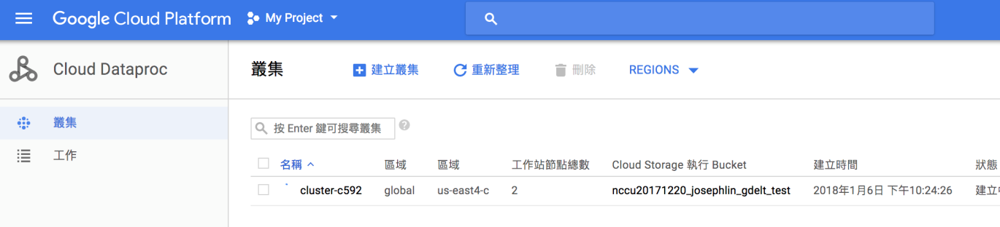 Google Cloud Platform My Project
Cloud Dataproc
叢集 建立叢集 重新整理 刪除 REGIONS
叢集
工作
按 Enter 鍵可搜尋叢集 ?
名稱 區域 區域 工作站節點總數 Cloud Storage 執行 Bucket 建立時間 狀態
cluster-c592 global us-east4-c 2 nccu20171220_josephlin_gdelt_test 2018年1月6日 下午10:24:26 建立